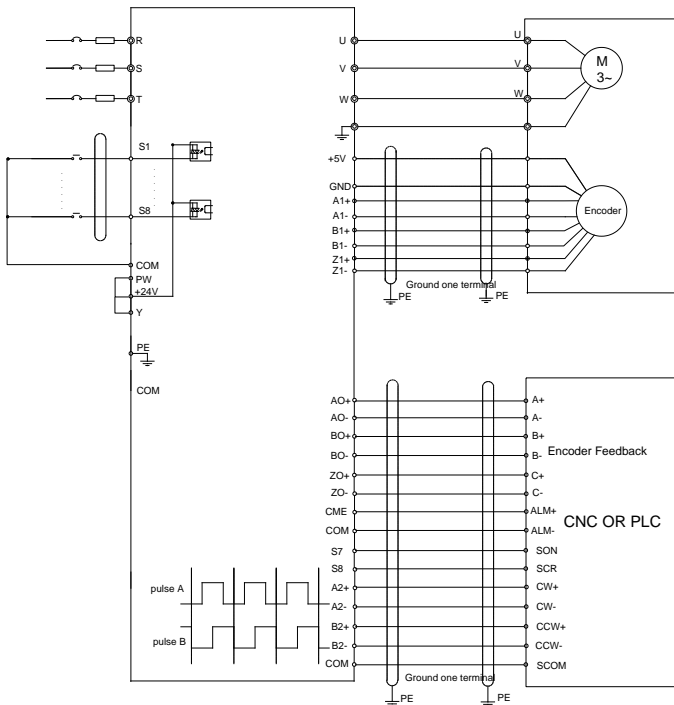 R
S
T
S1
S8
COM
PW
+24V
Y
PE
COM
U
V
W
U
V
W
M
3~
+5V
GND
A1+
A1-
B1+
B1-
Z1+
Z1-
Encoder
Ground one terminal
PE
PE
AO+
AO-
BO+
BO-
ZO+
ZO-
CME
COM
S7
S8
A2+
A2-
B2+
B2-
COM
A+
A-
B+
B-
C+
C-
ALM+
ALM-
SON
SCR
CW+
CW-
CCW+
CCW-
SCOM
Encoder Feedback
CNC OR PLC
pulse A
pulse B
Ground one terminal
PE
PE